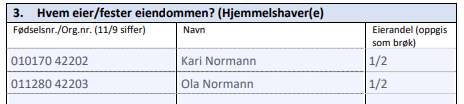 3. Hvem eier/fester eiendommen? (Hjemmelshaver(e)
Fødselsnr./Org.nr. (11/9 siffer) Navn Eierandel (oppgis
som brøk)
010170 42202 Kari Normann 1/2
011280 42203 Ola Normann 1/2